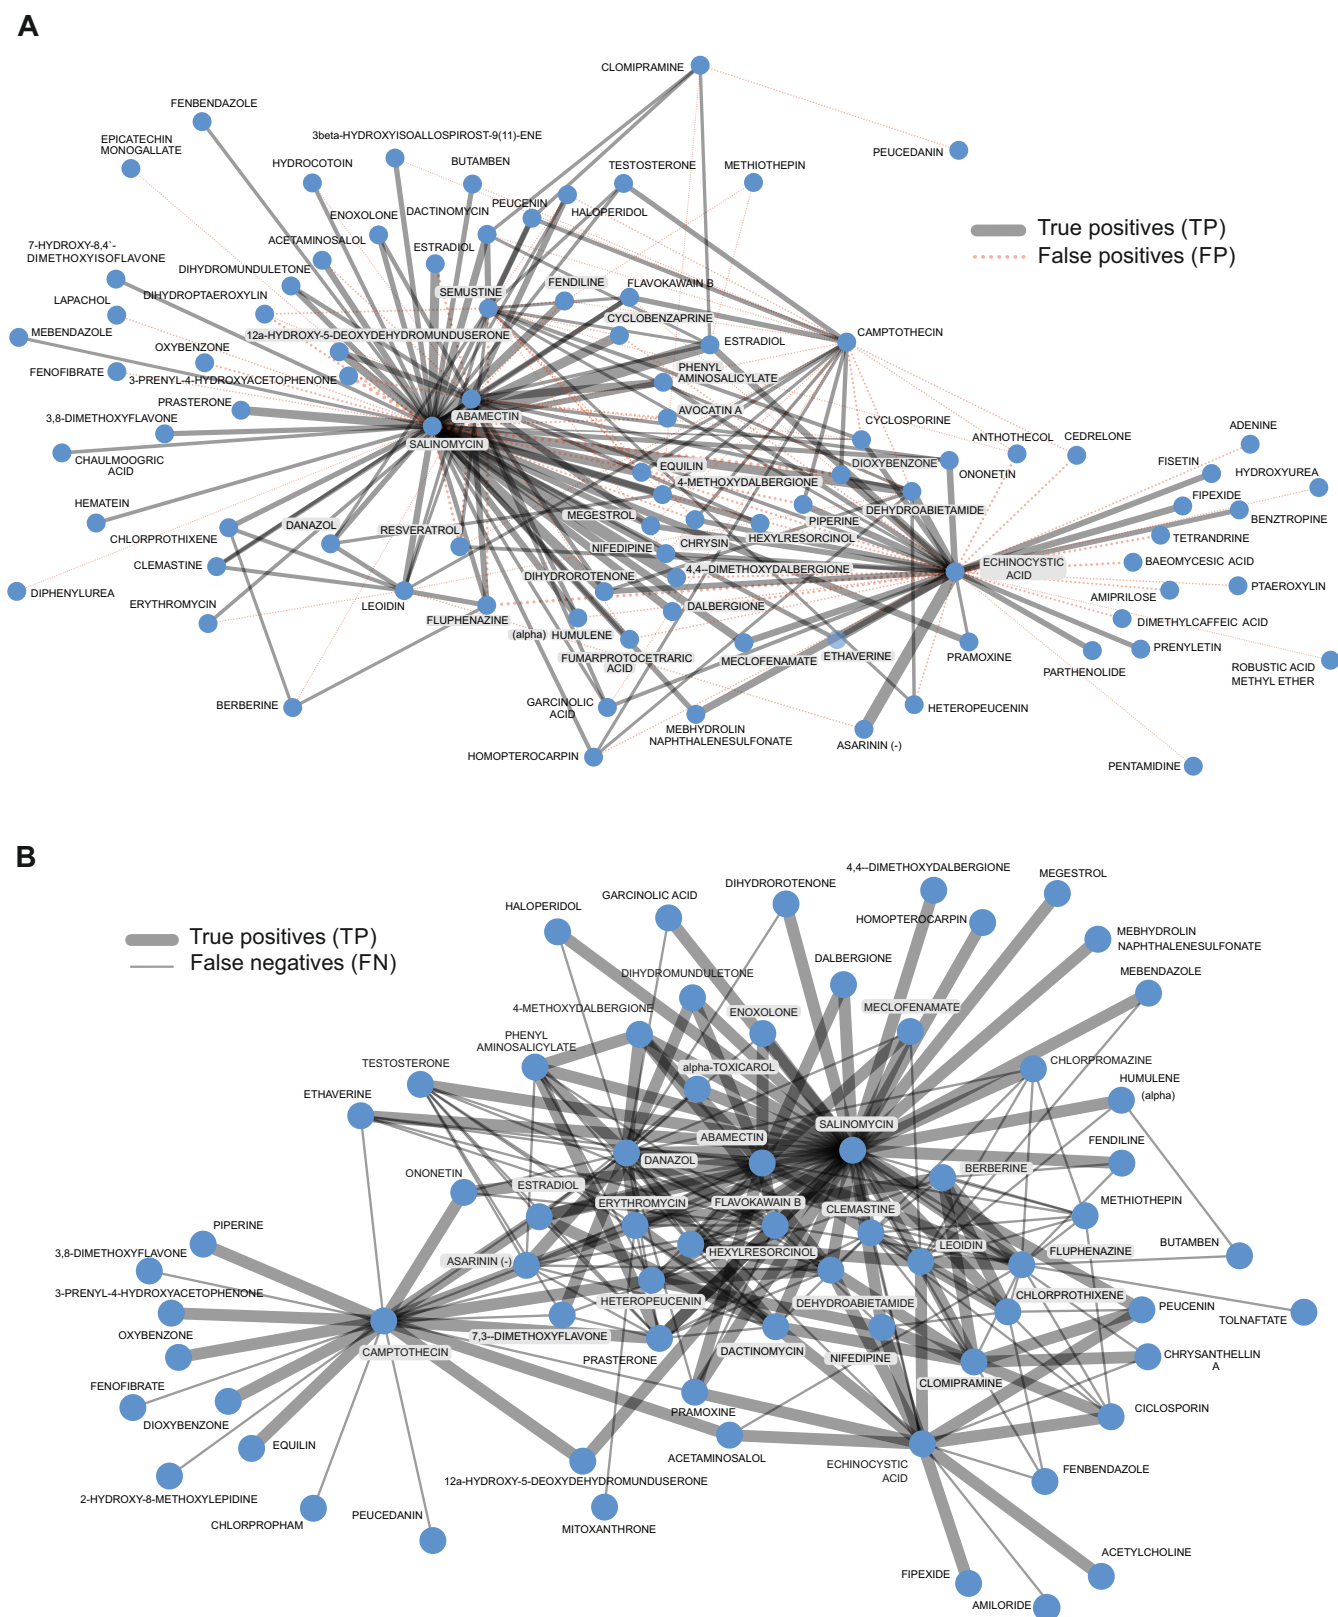 A
CLOMIPRAMINE
FENBENDAZOLE
3beta-HYDROXYISOALLOSPIROST-9(11)-ENE
EPICATECHIN
MONOGALLATE
PEUCEDANIN
HYDROCOTOIN
BUTAMBEN
TESTOSTERONE
METHIOTHEPIN
PEUCENIN
ENOXOLONE
DACTINOMYCIN
HALOPERIDOL
True positives (TP)
False positives (FP)
7-HYDROXY-8,4`-
DIMETHOXYISOFLAVONE
ACETAMINOSALOL
ESTRADIOL
DIHYDROMUNDULETONE
FENDILINE
FLAVOKAWAIN B
LAPACHOL
DIHYDROPTAEROXYLIN
SEMUSTINE
CYCLOBENZAPRINE
MEBENDAZOLE
12a-HYDROXY-5-DEOXYDEHYDROMUNDUSERONE
ESTRADIOL
CAMPTOTHECIN
OXYBENZONE
FENOFIBRATE
3-PRENYL-4-HYDROXYACETOPHENONE
PHENYL
AMINOSALICYLATE
PRASTERONE
3,8-DIMETHOXYFLAVONE
ABAMECTIN
AVOCATIN A
CYCLOSPORINE
SALINOMYCIN
ANTHOTHECOL
CEDRELONE
ADENINE
CHAULMOOGRIC
ACID
EQUILIN
DIOXYBENZONE
ONONETIN
FISETIN
HYDROXYUREA
4-METHOXYDALBERGIONE
FIPEXIDE
HEMATEIN
DEHYDROABIETAMIDE
MEGESTROL
PIPERINE
BENZTROPINE
CHLORPROTHIXENE
DANAZOL
RESVERATROL
CHRYSIN
HEXYLRESORCINOL
TETRANDRINE
NIFEDIPINE
CLEMASTINE
4,4--DIMETHOXYDALBERGIONE
ECHINOCYSTIC
ACID
BAEOMYCESIC ACID
DIHYDROROTENONE
DIPHENYLUREA
ERYTHROMYCIN
LEOIDIN
DALBERGIONE
AMIPRILOSE
PTAEROXYLIN
FLUPHENAZINE
DIMETHYLCAFFEIC ACID
(alpha) HUMULENE
FUMARPROTOCETRARIC
ACID
MECLOFENAMATE
ETHAVERINE
PRAMOXINE
PRENYLETIN
PARTHENOLIDE
ROBUSTIC ACID
METHYL ETHER
BERBERINE
GARCINOLIC
ACID
HETEROPEUCENIN
MEBHYDROLIN
NAPHTHALENESULFONATE
ASARININ (-)
HOMOPTEROCARPIN
PENTAMIDINE
B
4,4--DIMETHOXYDALBERGIONE
MEGESTROL
DIHYDROROTENONE
GARCINOLIC ACID
HALOPERIDOL
HOMOPTEROCARPIN
True positives (TP)
False negatives (FN)
MEBHYDROLIN
NAPHTHALENESULFONATE
DALBERGIONE
MEBENDAZOLE
DIHYDROMUNDULETONE
4-METHOXYDALBERGIONE
ENOXOLONE
MECLOFENAMATE
PHENYL
AMINOSALICYLATE
TESTOSTERONE
alpha-TOXICAROL
CHLORPROMAZINE
HUMULENE
(alpha)
ETHAVERINE
SALINOMYCIN
ABAMECTIN
FENDILINE
DANAZOL
BERBERINE
ONONETIN
ESTRADIOL
ERYTHROMYCIN
FLAVOKAWAIN B
CLEMASTINE
METHIOTHEPIN
PIPERINE
BUTAMBEN
LEOIDIN
3,8-DIMETHOXYFLAVONE
ASARININ (-)
HEXYLRESORCINOL
FLUPHENAZINE
3-PRENYL-4-HYDROXYACETOPHENONE
HETEROPEUCENIN
DEHYDROABIETAMIDE
CHLORPROTHIXENE
PEUCENIN
TOLNAFTATE
OXYBENZONE
7,3--DIMETHOXYFLAVONE
CAMPTOTHECIN
PRASTERONE
DACTINOMYCIN
NIFEDIPINE
CHRYSANTHELLIN
A
FENOFIBRATE
CLOMIPRAMINE
PRAMOXINE
CICLOSPORIN
DIOXYBENZONE
EQUILIN
ACETAMINOSALOL
ECHINOCYSTIC
ACID
FENBENDAZOLE
12a-HYDROXY-5-DEOXYDEHYDROMUNDUSERONE
2-HYDROXY-8-METHOXYLEPIDINE
CHLORPROPHAM
PEUCEDANIN
MITOXANTHRONE
ACETYLCHOLINE
FIPEXIDE
AMILORIDE